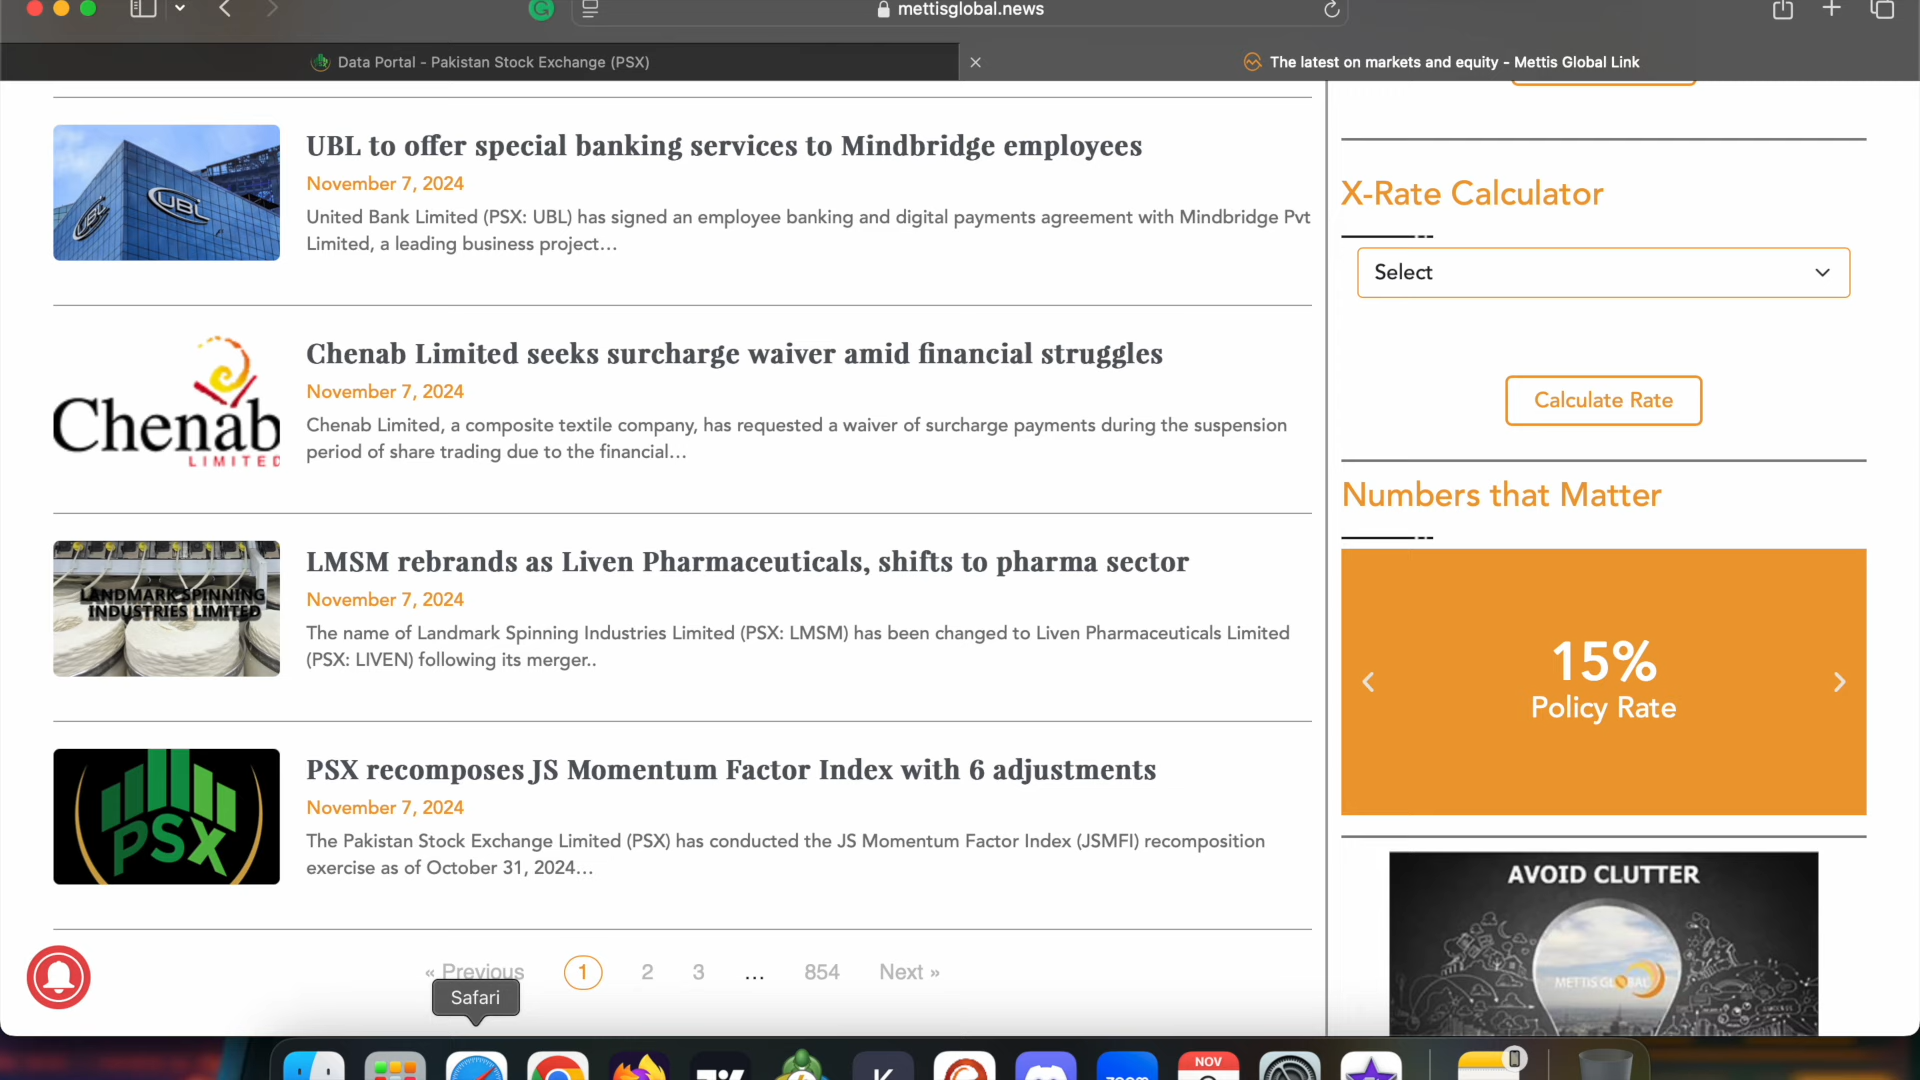 mettisglobal.news
Data Portal - Pakistan Stock Exchange (PSX)
The latest on markets and equity - Mettis Global Link
UBL to offer special banking services to Mindbridge employees
November 7, 2024
United Bank Limited (PSX: UBL) has signed an employee banking and digital payments agreement with Mindbridge Pvt
Limited, a leading business project...
UBL
UBL
Chenab Limited seeks surcharge waiver amid financial struggles
November 7, 2024
Chenab Limited, a composite textile company, has requested a waiver of surcharge payments during the suspension
period of share trading due to the financial...
Chenab
LIMITED
LMSM rebrands as Liven Pharmaceuticals, shifts to pharma sector
November 7, 2024
The name of Landmark Spinning Industries Limited (PSX: LMSM) has been changed to Liven Pharmaceuticals Limited
(PSX: LIVEN) following its merger..
LANDMARK SPINNING
INDUSTRIES LIMITED
PSX recomposes JS Momentum Factor Index with 6 adjustments
November 7, 2024
The Pakistan Stock Exchange Limited (PSX) has conducted the JS Momentum Factor Index (JSMFI) recomposition
exercise as of October 31, 2024...
PSX
« Previous 1 2 3 ... 854 Next »
Safari
X-Rate Calculator
Select
Calculate Rate
Numbers that Matter
15%
Policy Rate
AVOID CLUTTER
METTIS GLOBAL
NOV
zoom